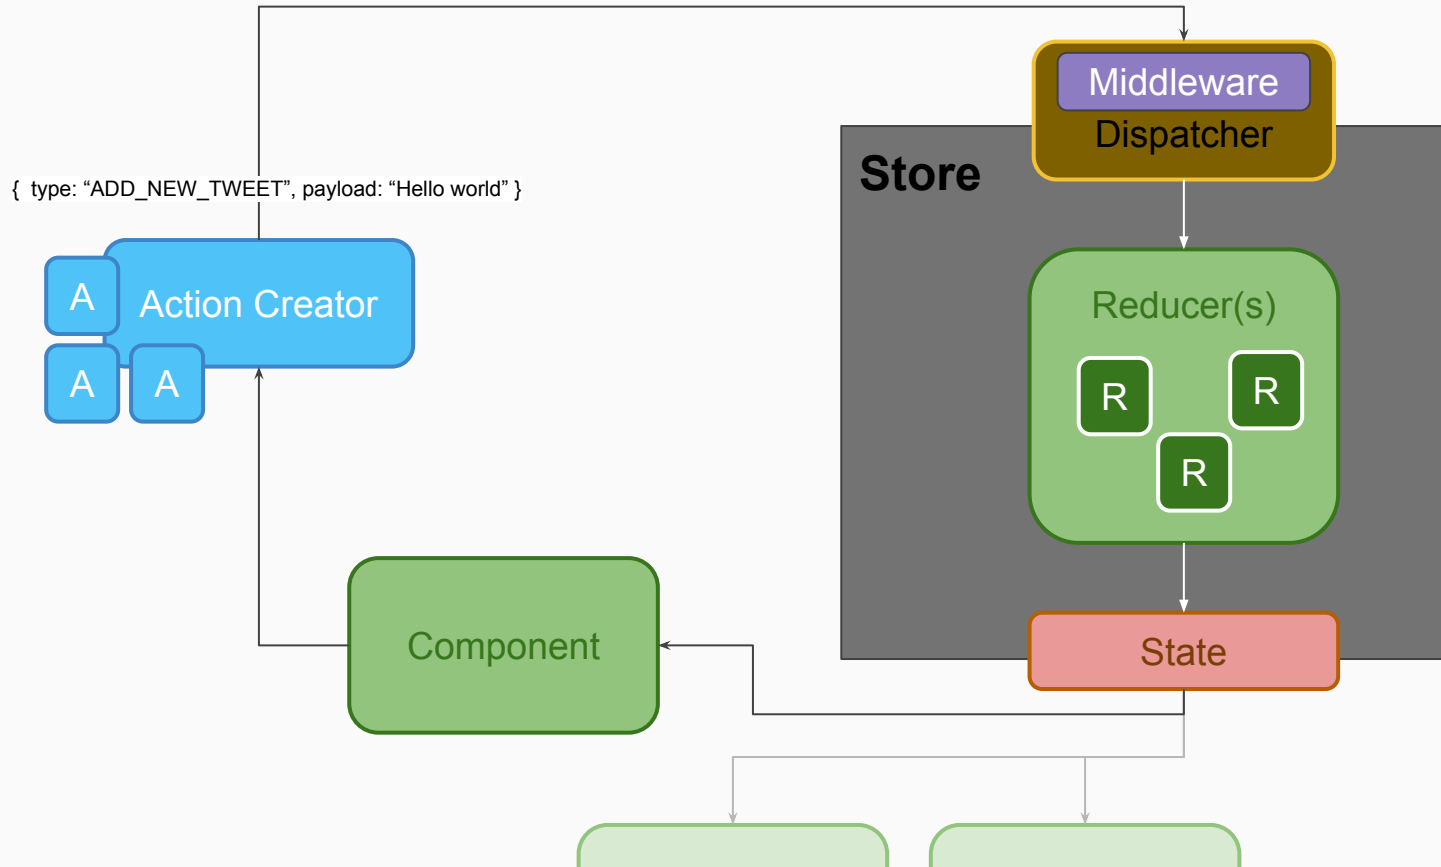 Middleware
Dispatcher
Store
{  type: “ADD_NEW_TWEET”, payload: “Hello world” }
A
Action Creator
A
A
Reducer(s)
R
R
R
Component
State